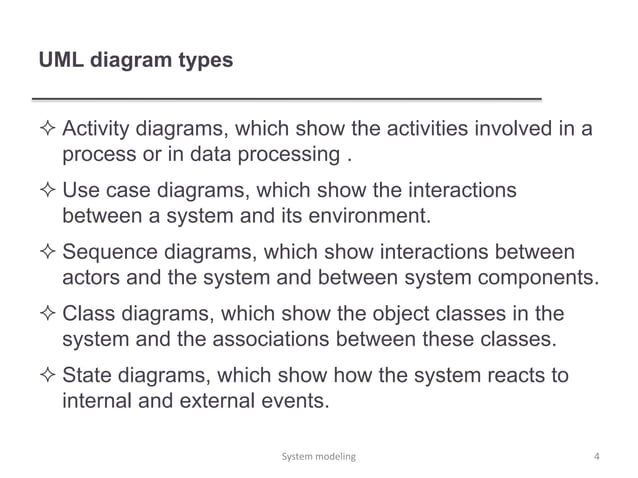 UML diagram types
✧ Activity diagrams, which show the activities involved in a
process or in data processing .
✧ Use case diagrams, which show the interactions
between a system and its environment.
✧ Sequence diagrams, which show interactions between
actors and the system and between system components.
✧ Class diagrams, which show the object classes in the
system and the associations between these classes.
✧ State diagrams, which show how the system reacts to
internal and external events.
System modeling
4